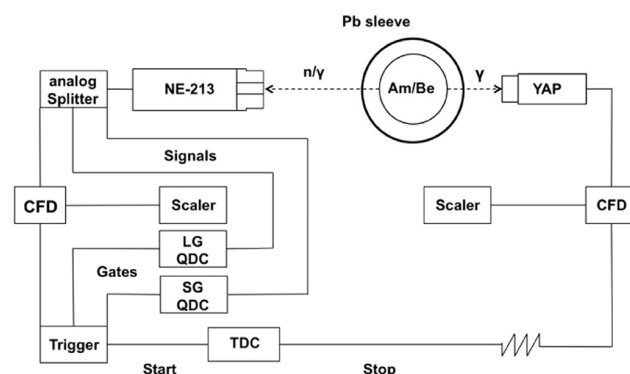 Pb sleeve
analog
Splitter
NE-213
n/γ
Am/Be
γ
YAP
Signals
CFD
Scaler
Scaler
CFD
LG
QDC
Gates
SG
QDC
Trigger
TDC
Start
Stop